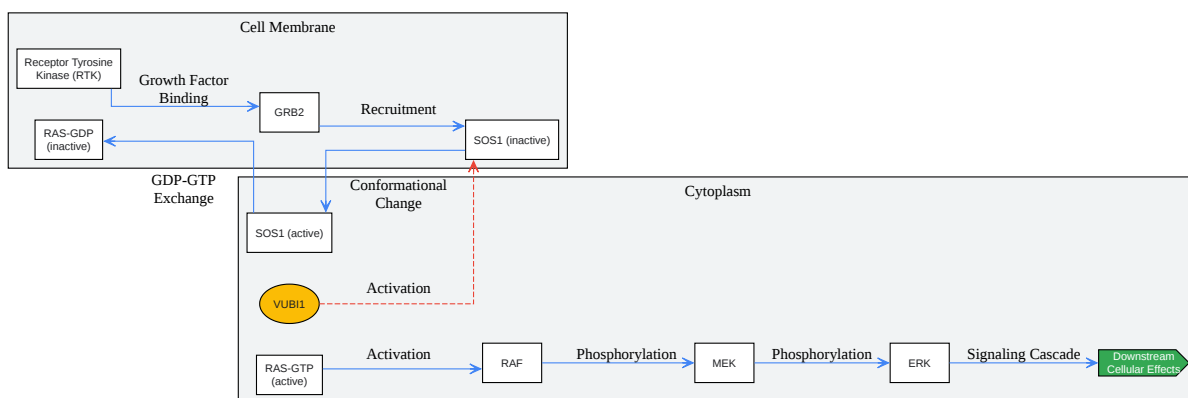 Cell Membrane
Receptor Tyrosine
Kinase (RTK)
Growth Factor
Binding
GRB2
Recruitment
RAS-GDP
(inactive)
SOS1 (inactive)
GDP-GTP
Exchange
Conformational
Change
Cytoplasm
SOS1 (active)
VUBI1
Activation
RAS-GTP
(active)
Activation
RAF
Phosphorylation
MEK
Phosphorylation
ERK
Signaling Cascade
Downstream
Cellular Effects